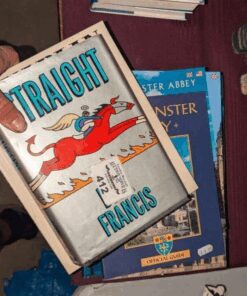 TRAIGHT
FRANCIS
412
ER ABBEY
NSTER
Y+
OFFICIAL GUIDE